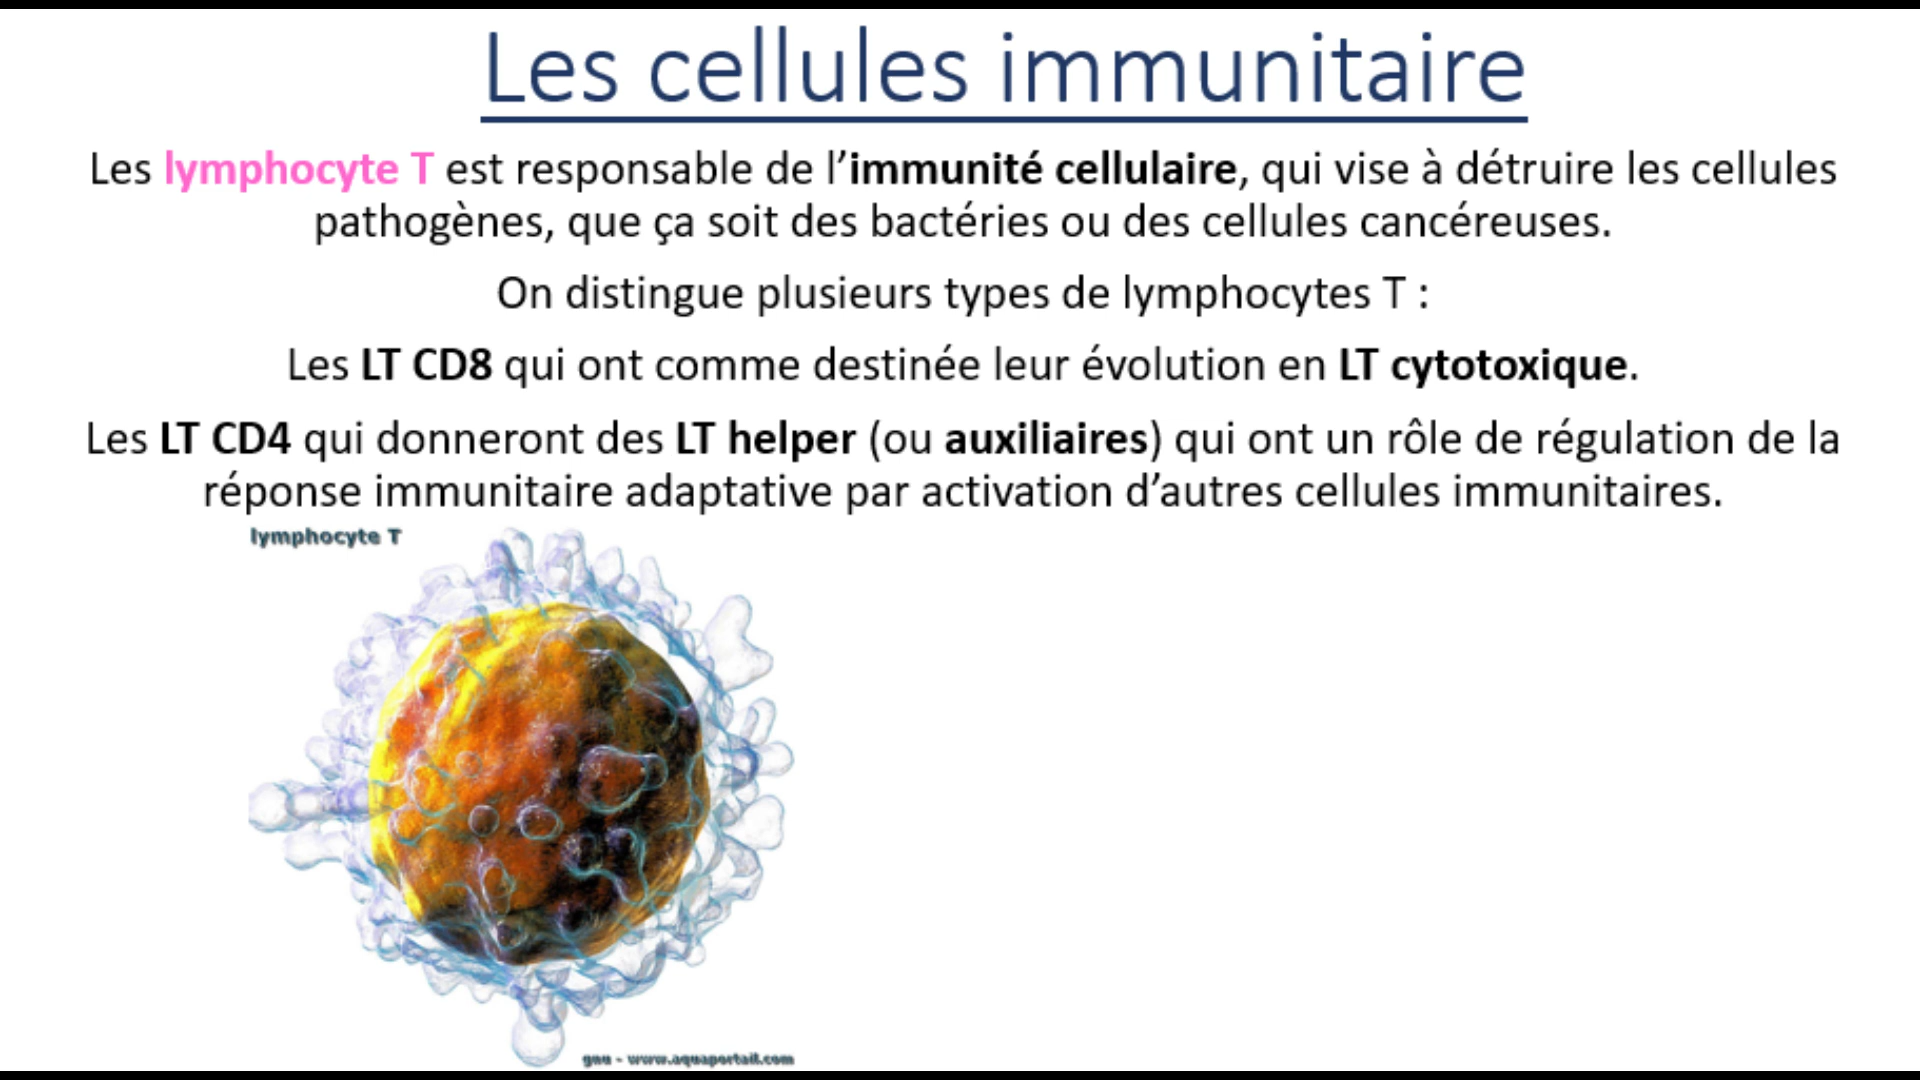 Les cellules immunitaire
Les lymphocyte T est responsable de l’immunité cellulaire, qui vise à détruire les cellules
pathogènes, que ça soit des bactéries ou des cellules cancéreuses.
On distingue plusieurs types de lymphocytes T :
Les LT CD8 qui ont comme destinée leur évolution en LT cytotoxique.
Les LT CD4 qui donneront des LT helper (ou auxiliaires) qui ont un rôle de régulation de la
réponse immunitaire adaptative par activation d’autres cellules immunitaires.
lymphocyte T
gnu - www.aquaportail.com